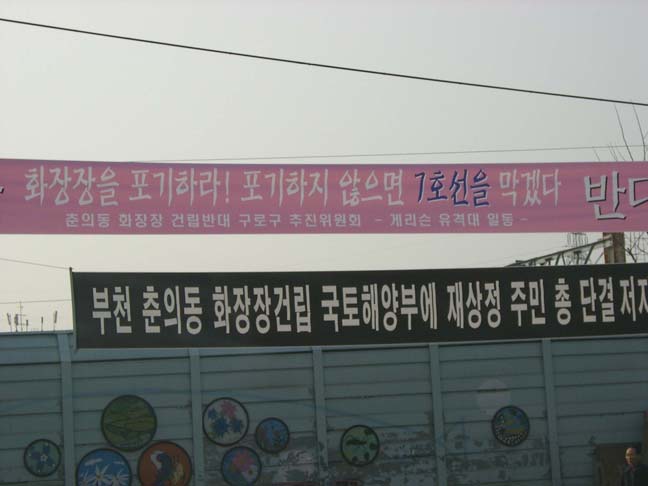 화장장을 포기하라! 포기하지 않으면 7호선을 막겠다 반대
춘의동 화장장 건립반대 구로구 추진위원회 - 게리슨 유격대 일동 -
부천 춘의동 화장장건립 국토해양부에 재상정 주민 총 단결 저지